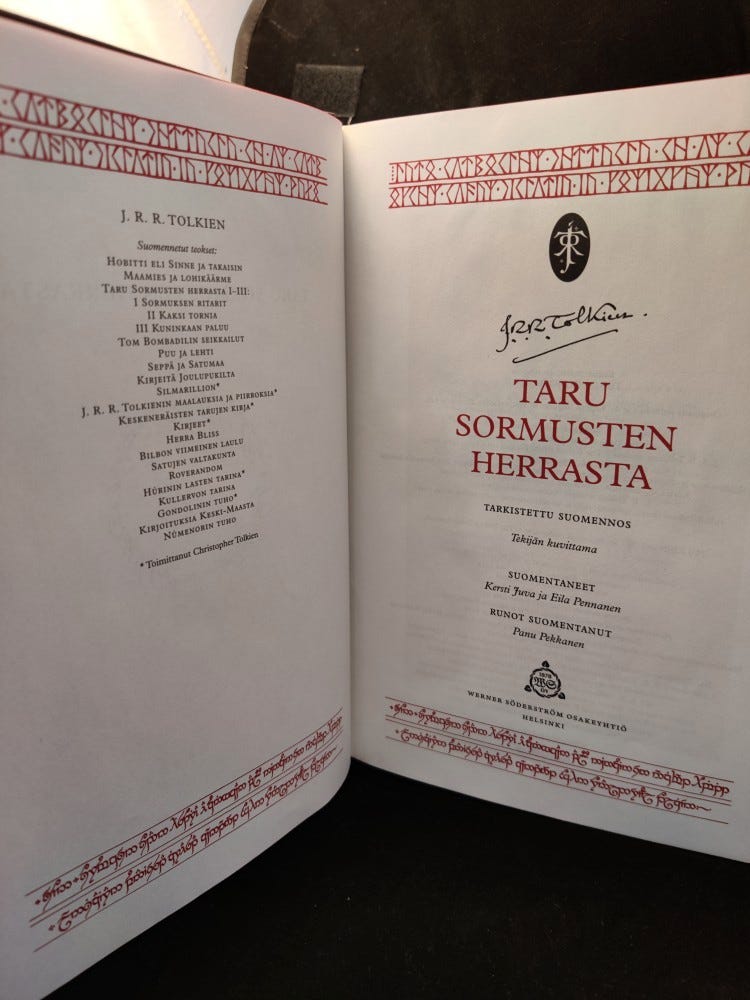 J. R. R. TOLKIEN
Suomennetut teokset:
HOBITTI ELI SINNE JA TAKAISIN
MAAMIES JA LOHIKÄÄRME
TARU SORMUSTEN HERRASTA I–III:
I SORMUKSEN RITARIT
II KAKSI TORNIA
III KUNINKAAN PALUU
TOM BOMBADILIN SEIKKAILUT
PUU JA LEHTI
SEPPÄ JA SATUMAA
KIRJEITÄ JOULUPUKILTA
SILMARILLION*
J. R. R. TOLKIENIN MAALAUKSIA JA PIIRROKSIA*
KESKENERÄISTEN TARUJEN KIRJA*
KIRJEET*
HERRA BLISS
BILBON VIIMEINEN LAULU
SATUJEN VALTAKUNTA
ROVERANDOM
HÚRININ LASTEN TARINA*
KULLERVON TARINA
GONDOLININ TUHO*
KIRJOITUKSIA KESKI-MAASTA
NÚMENORIN TUHO
* Toimittanut Christopher Tolkien
J.R.R. Tolkien.
TARU
SORMUSTEN
HERRASTA
TARKISTETTU SUOMENNOS
Tekijän kuvittama
SUOMENTANEET
Kersti Juva ja Eila Pennanen
RUNOT SUOMENTANUT
Panu Pekkanen
1878
WS
OY
WERNER SÖDERSTRÖM OSAKEYHTIÖ
HELSINKI